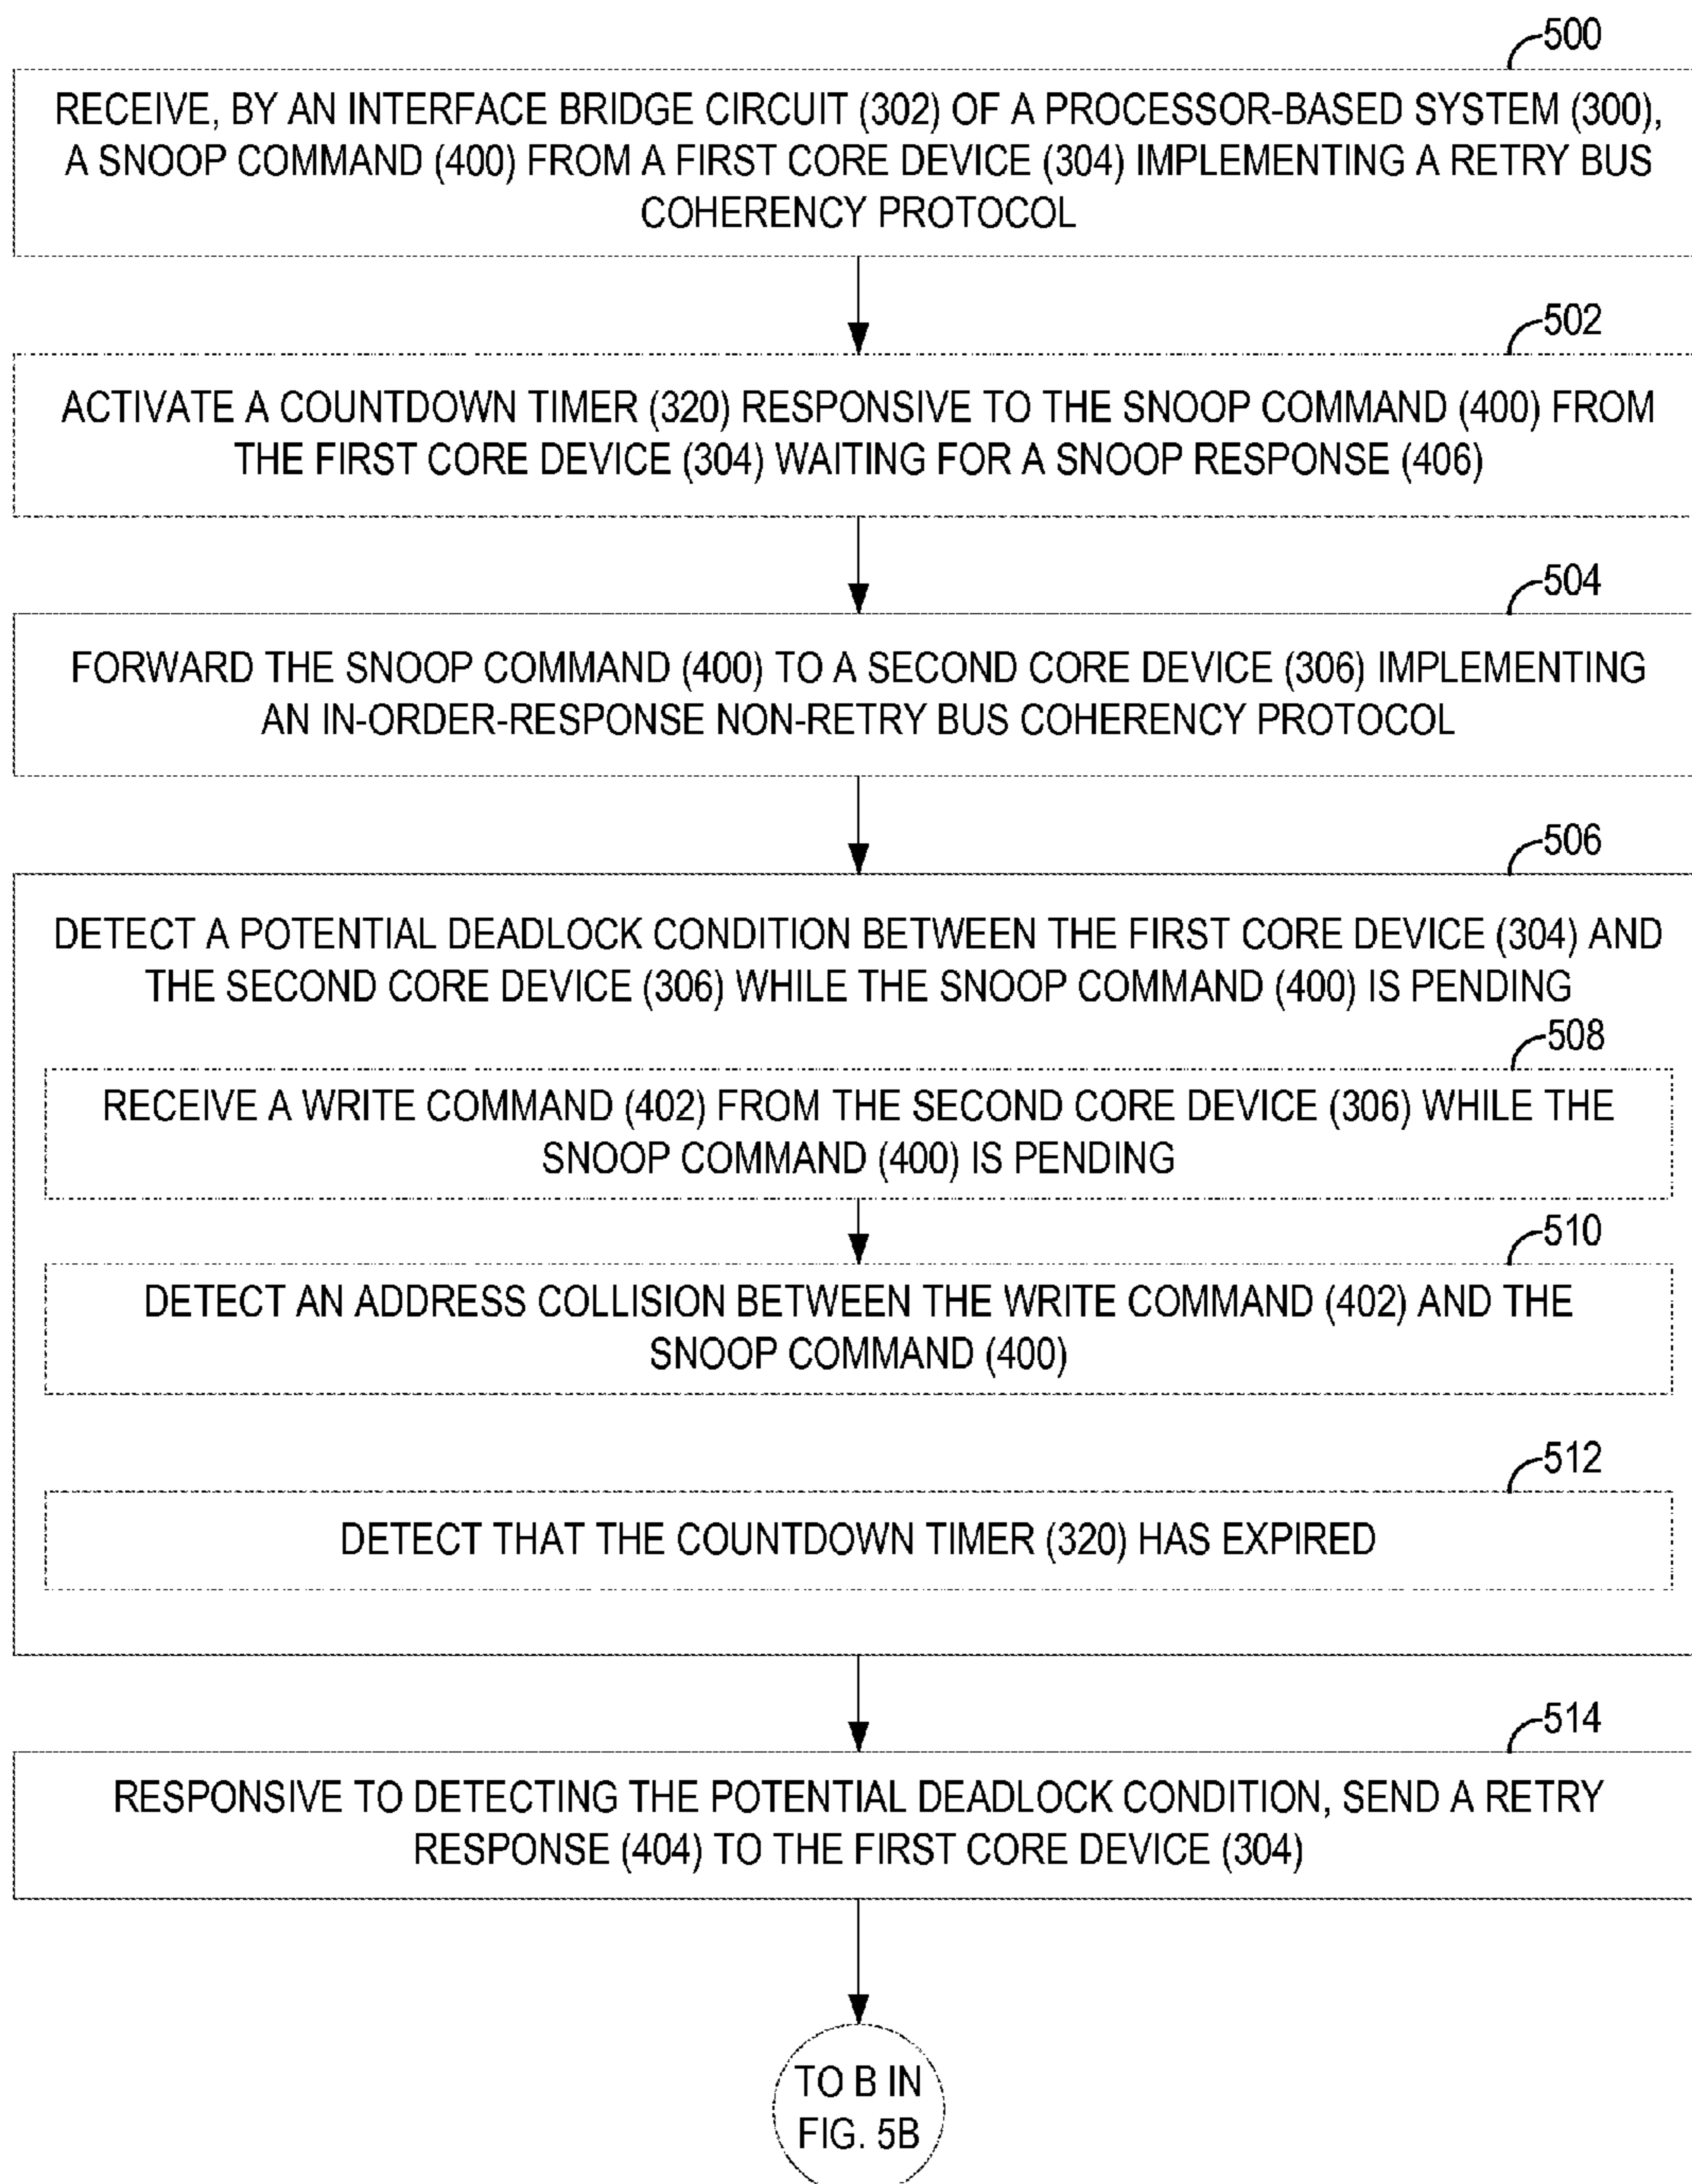 500
RECEIVE, BY AN INTERFACE BRIDGE CIRCUIT (302) OF A PROCESSOR-BASED SYSTEM (300),
A SNOOP COMMAND (400) FROM A FIRST CORE DEVICE (304) IMPLEMENTING A RETRY BUS
COHERENCY PROTOCOL
502
ACTIVATE A COUNTDOWN TIMER (320) RESPONSIVE TO THE SNOOP COMMAND (400) FROM
THE FIRST CORE DEVICE (304) WAITING FOR A SNOOP RESPONSE (406)
504
FORWARD THE SNOOP COMMAND (400) TO A SECOND CORE DEVICE (306) IMPLEMENTING
AN IN-ORDER-RESPONSE NON-RETRY BUS COHERENCY PROTOCOL
506
DETECT A POTENTIAL DEADLOCK CONDITION BETWEEN THE FIRST CORE DEVICE (304) AND
THE SECOND CORE DEVICE (306) WHILE THE SNOOP COMMAND (400) IS PENDING
508
RECEIVE A WRITE COMMAND (402) FROM THE SECOND CORE DEVICE (306) WHILE THE
SNOOP COMMAND (400) IS PENDING
510
DETECT AN ADDRESS COLLISION BETWEEN THE WRITE COMMAND (402) AND THE
SNOOP COMMAND (400)
512
DETECT THAT THE COUNTDOWN TIMER (320) HAS EXPIRED
514
RESPONSIVE TO DETECTING THE POTENTIAL DEADLOCK CONDITION, SEND A RETRY
RESPONSE (404) TO THE FIRST CORE DEVICE (304)
TO B IN
FIG. 5B